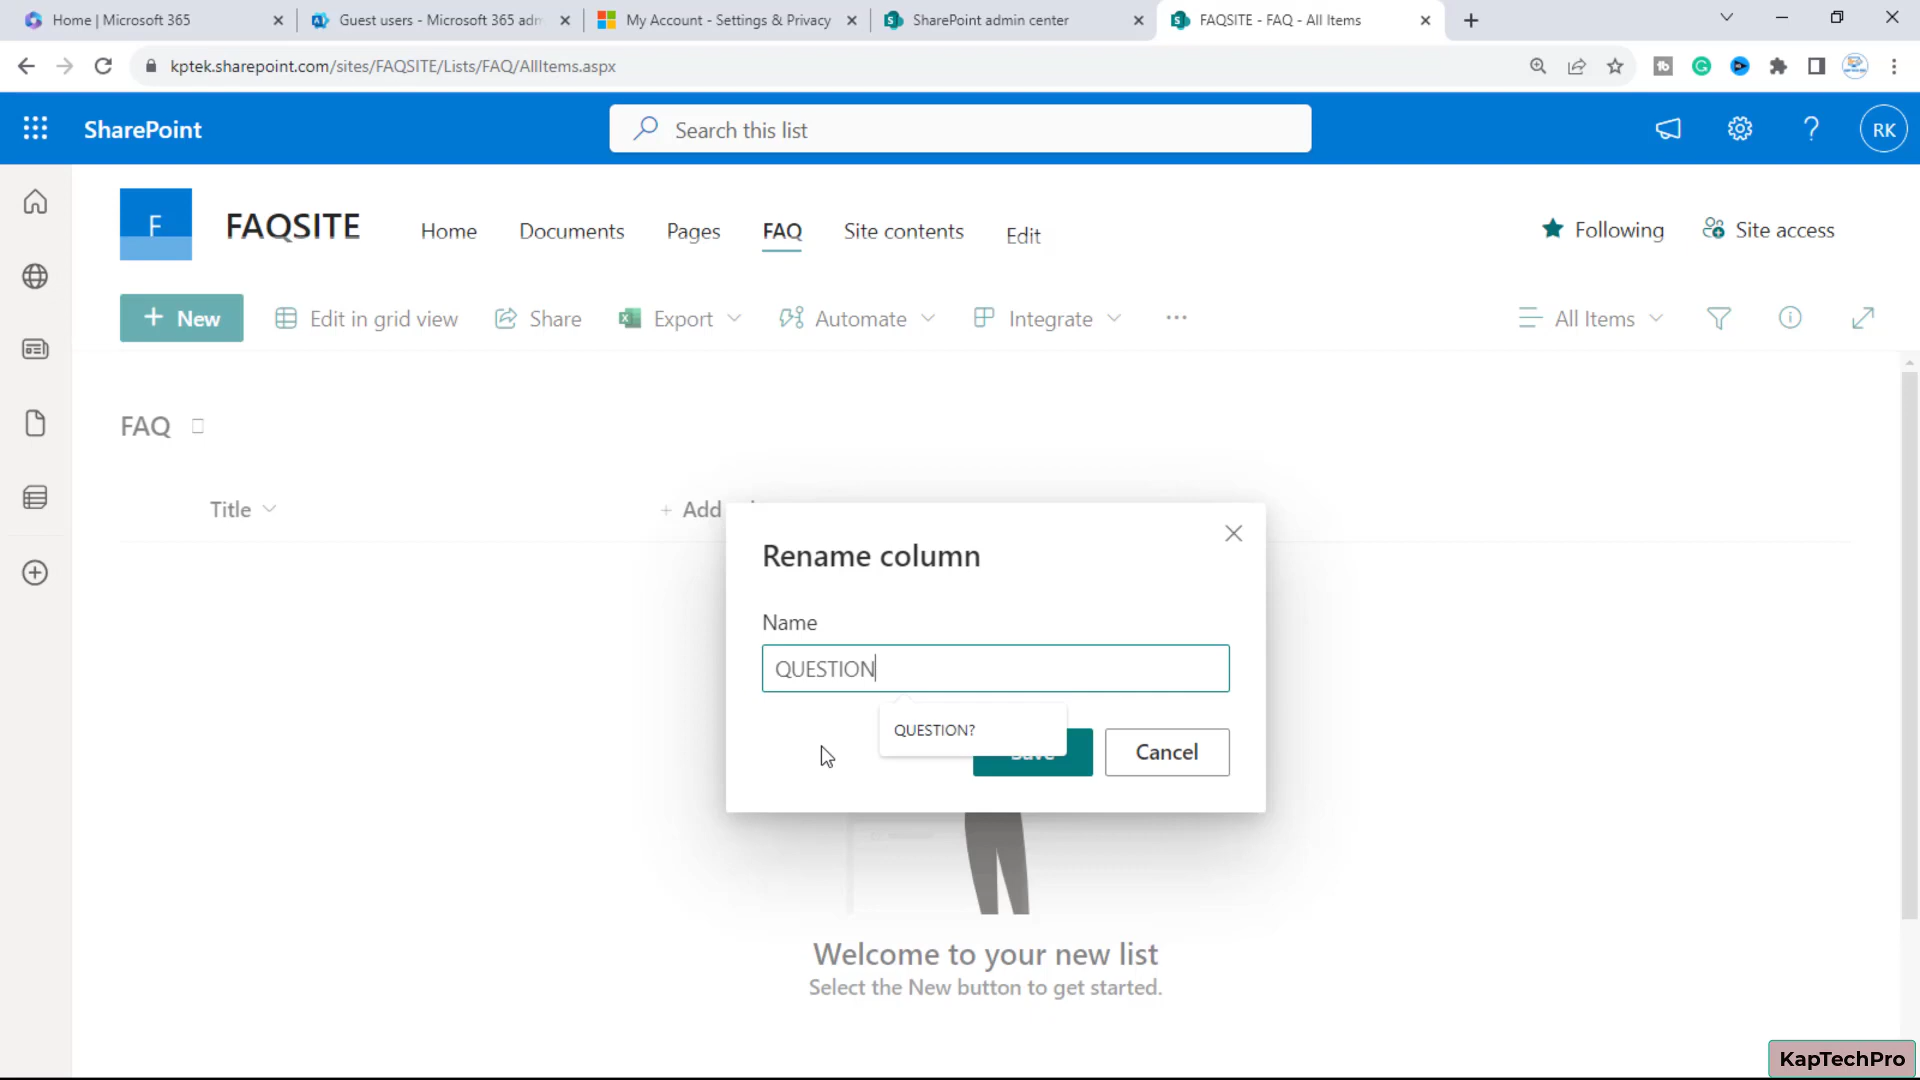 Home | Microsoft 365
Guest users - Microsoft 365 adm
My Account - Settings & Privacy
SharePoint admin center
FAQSITE - FAQ - All Items
kptek.sharepoint.com/sites/FAQSITE/Lists/FAQ/AllItems.aspx
SharePoint
Search this list
RK
F
FAQSITE
Home
Documents
Pages
FAQ
Site contents
Edit
Following
Site access
New
Edit in grid view
Share
Export
Automate
Integrate
All Items
FAQ
Title
Add
Rename column
Name
QUESTION
QUESTION?
Save
Cancel
Welcome to your new list
Select the New button to get started.
KapTechPro